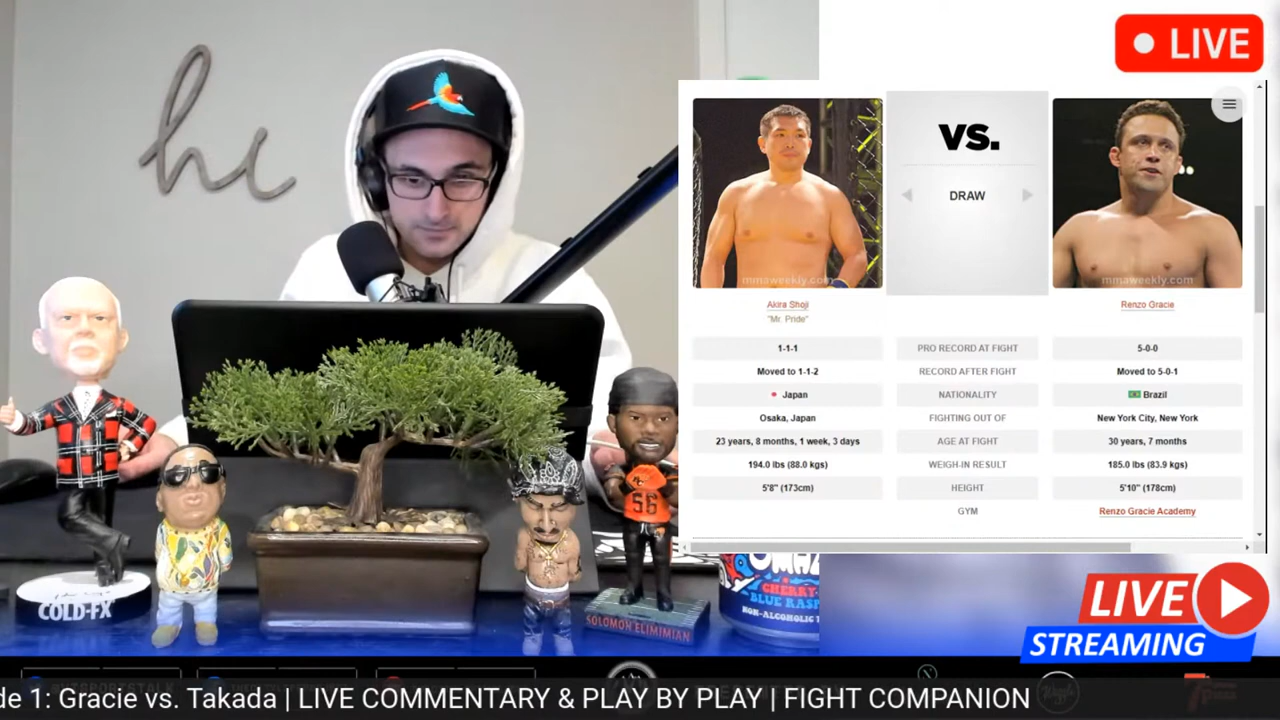 hi
LIVE
VS.
DRAW
mmaweekly.com
mmaweekly.com
Akira Shoji
Renzo Gracie
"Mr. Pride"
1-1-1
PRO RECORD AT FIGHT
5-0-0
Moved to 1-1-2
RECORD AFTER FIGHT
Moved to 5-0-1
Japan
NATIONALITY
Brazil
Osaka, Japan
FIGHTING OUT OF
New York City, New York
23 years, 8 months, 1 week, 3 days
AGE AT FIGHT
30 years, 7 months
194.0 lbs (88.0 kgs)
WEIGH-IN RESULT
185.0 lbs (83.9 kgs)
5'8" (173cm)
HEIGHT
5'10" (178cm)
GYM
Renzo Gracie Academy
56
COLD-FX
SOLOMON ELIMIMIAN
CHERRY
BLUE RASP
NON-ALCOHOLIC
LIVE
STREAMING
de 1: Gracie vs. Takada | LIVE COMMENTARY & PLAY BY PLAY | FIGHT COMPANION